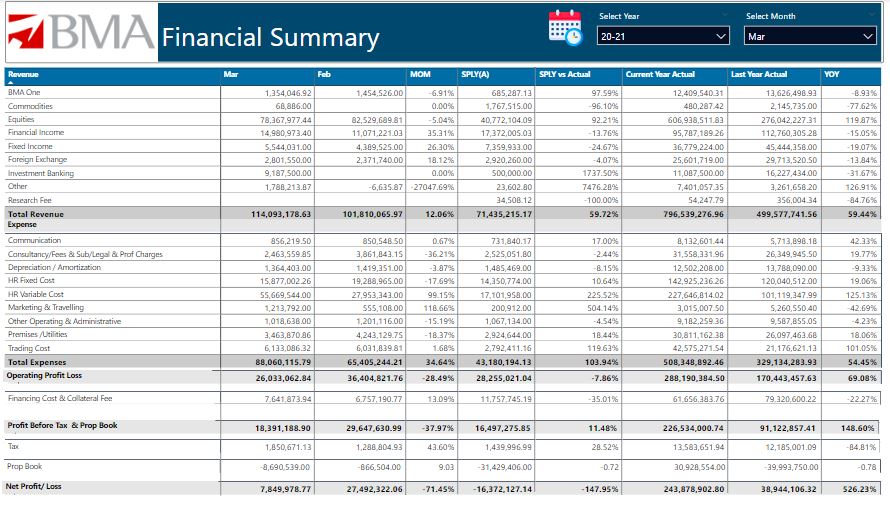 BMA
Financial Summary
Select Year
20-21
Select Month
Mar
Revenue Mar Feb MOM SPLY(A) SPLY vs Actual Current Year Actual Last Year Actual YOY
BMA One 1,354,046.92 1,454,526.00 -6.91% 685,287.13 97.59% 12,409,540.31 13,626,498.93 -8.93%
Commodities 68,886.00 0.00% 1,767,515.00 -96.10% 480,287.42 2,145,735.00 -77.62%
Equities 78,367,977.44 82,529,689.81 -5.04% 40,772,104.09 92.21% 606,938,511.83 276,042,227.31 119.87%
Financial Income 14,980,973.40 11,071,221.03 35.31% 17,372,005.03 -13.76% 95,787,189.26 112,760,305.28 -15.05%
Fixed Income 5,544,031.00 4,389,525.00 26.30% 7,359,933.00 -24.67% 36,779,224.00 45,444,358.00 -19.07%
Foreign Exchange 2,801,550.00 2,371,740.00 18.12% 2,920,260.00 -4.07% 25,601,719.00 29,713,520.50 -13.84%
Investment Banking 9,187,500.00 0.00% 500,000.00 1737.50% 11,087,500.00 16,227,434.00 -31.67%
Other 1,788,213.87 -6,635.87 -27047.69% 23,602.80 7476.28% 7,401,057.35 3,261,658.20 126.91%
Research Fee 34,508.12 -100.00% 54,247.79 356,004.34 -84.76%
Total Revenue 114,093,178.63 101,810,065.97 12.06% 71,435,215.17 59.72% 796,539,276.96 499,577,741.56 59.44%
Expense
Communication 856,219.50 850,548.50 0.67% 731,840.17 17.00% 8,132,601.44 5,713,898.18 42.33%
Consultancy/Fees & Sub/Legal & Prof Charges 2,463,559.85 3,861,843.15 -36.21% 2,525,051.80 -2.44% 31,558,331.96 26,349,945.50 19.77%
Depreciation / Amortization 1,364,403.00 1,419,351.00 -3.87% 1,485,469.00 -8.15% 12,502,208.00 13,788,090.00 -9.33%
HR Fixed Cost 15,877,002.26 19,288,965.00 -17.69% 14,350,774.00 10.64% 142,925,236.26 120,040,512.00 19.06%
HR Variable Cost 55,669,544.00 27,953,343.00 99.15% 17,101,958.00 225.52% 227,646,814.02 101,119,347.99 125.13%
Marketing & Travelling 1,213,792.00 555,108.00 118.66% 200,912.00 504.14% 3,015,007.50 5,260,550.40 -42.69%
Other Operating & Administrative 1,018,638.00 1,201,116.00 -15.19% 1,067,134.00 -4.54% 9,182,259.36 9,587,855.05 -4.23%
Premises /Utilities 3,463,870.86 4,243,129.75 -18.37% 2,924,644.00 18.44% 30,811,162.38 26,097,463.68 18.06%
Trading Cost 6,133,086.32 6,031,839.81 1.68% 2,792,411.16 119.63% 42,575,271.54 21,176,621.13 101.05%
Total Expenses 88,060,115.79 65,405,244.21 34.64% 43,180,194.13 103.94% 508,348,892.46 329,134,283.93 54.45%
Operating Profit Loss 26,033,062.84 36,404,821.76 -28.49% 28,255,021.04 -7.86% 288,190,384.50 170,443,457.63 69.08%
Financing Cost & Collateral Fee 7,641,873.94 6,757,190.77 13.09% 11,757,745.19 -35.01% 61,656,383.76 79,320,600.22 -22.27%
Profit Before Tax & Prop Book 18,391,188.90 29,647,630.99 -37.97% 16,497,275.85 11.48% 226,534,000.74 91,122,857.41 148.60%
Tax 1,850,671.13 1,288,804.93 43.60% 1,439,996.99 28.52% 13,583,651.94 12,185,001.09 -84.81%
Prop Book -8,690,539.00 -866,504.00 9.03 -31,429,406.00 -0.72 30,928,554.00 -39,993,750.00 -0.78
Net Profit/ Loss 7,849,978.77 27,492,322.06 -71.45% -16,372,127.14 -147.95% 243,878,902.80 38,944,106.32 526.23%